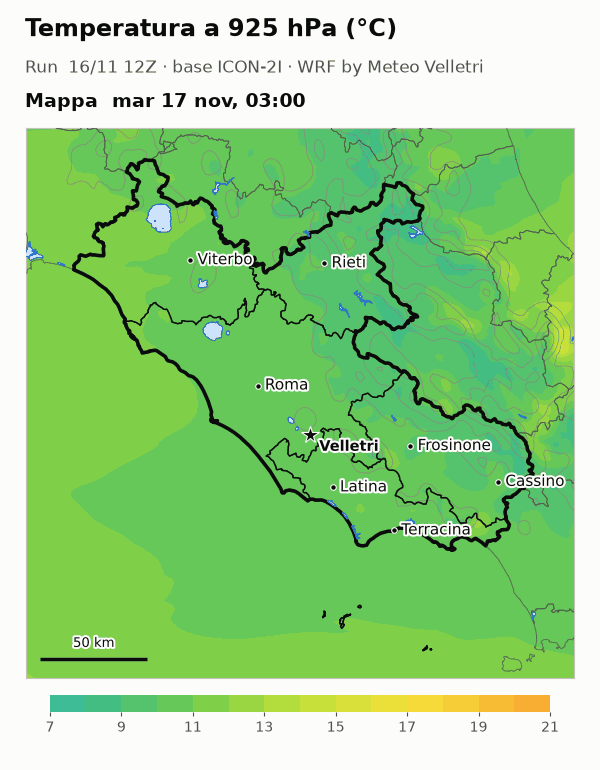 Temperatura a 925 hPa (°C)
Run  16/11 12Z · base ICON-2I · WRF by Meteo Velletri
Mappa  mar 17 nov, 03:00
Viterbo
Rieti
Roma
Velletri
Frosinone
Latina
Cassino
Terracina
50 km
7 9 11 13 15 17 19 21